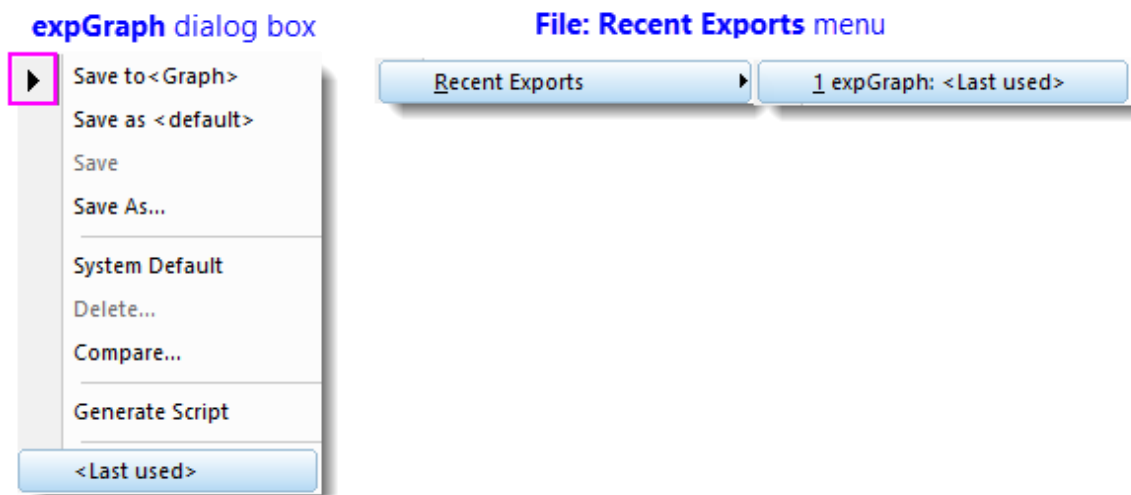 expGraph dialog box
Save to<Graph>
Save as <default>
Save
Save As...
System Default
Delete...
Compare...
Generate Script
<Last used>
File: Recent Exports menu
Recent Exports
1 expGraph: <Last used>